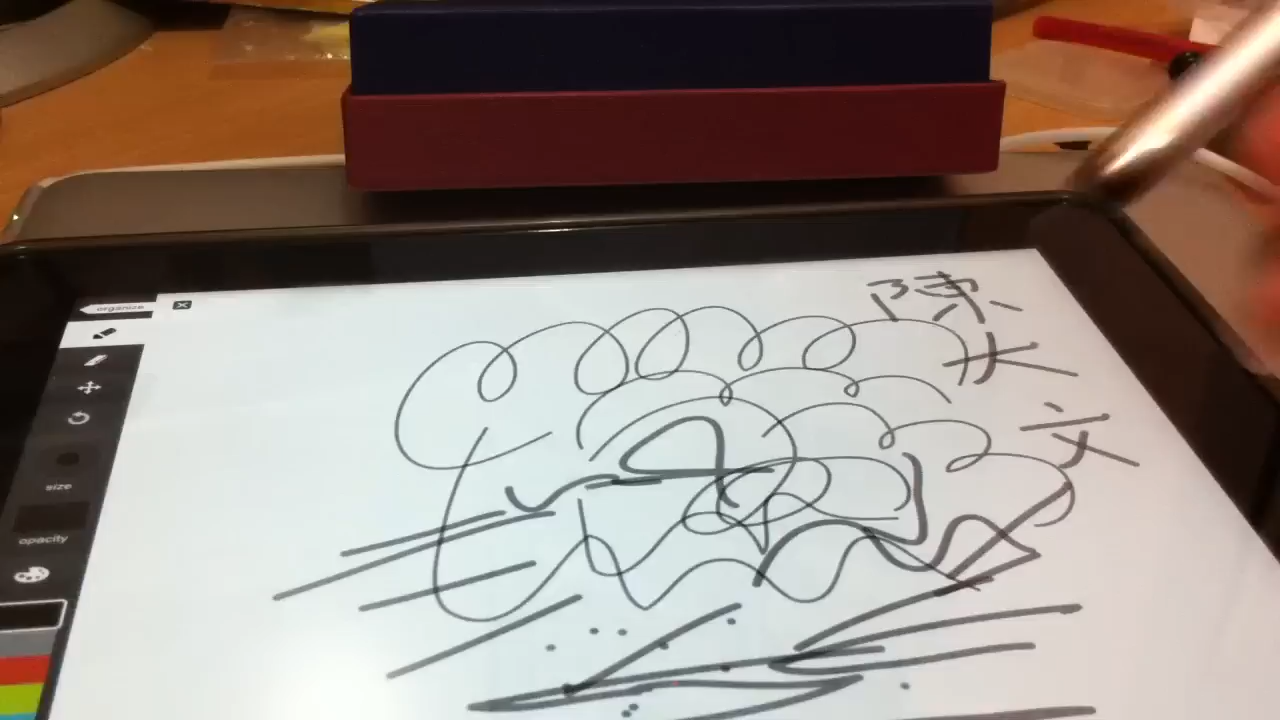 organize
size
opacity
陳
大
文